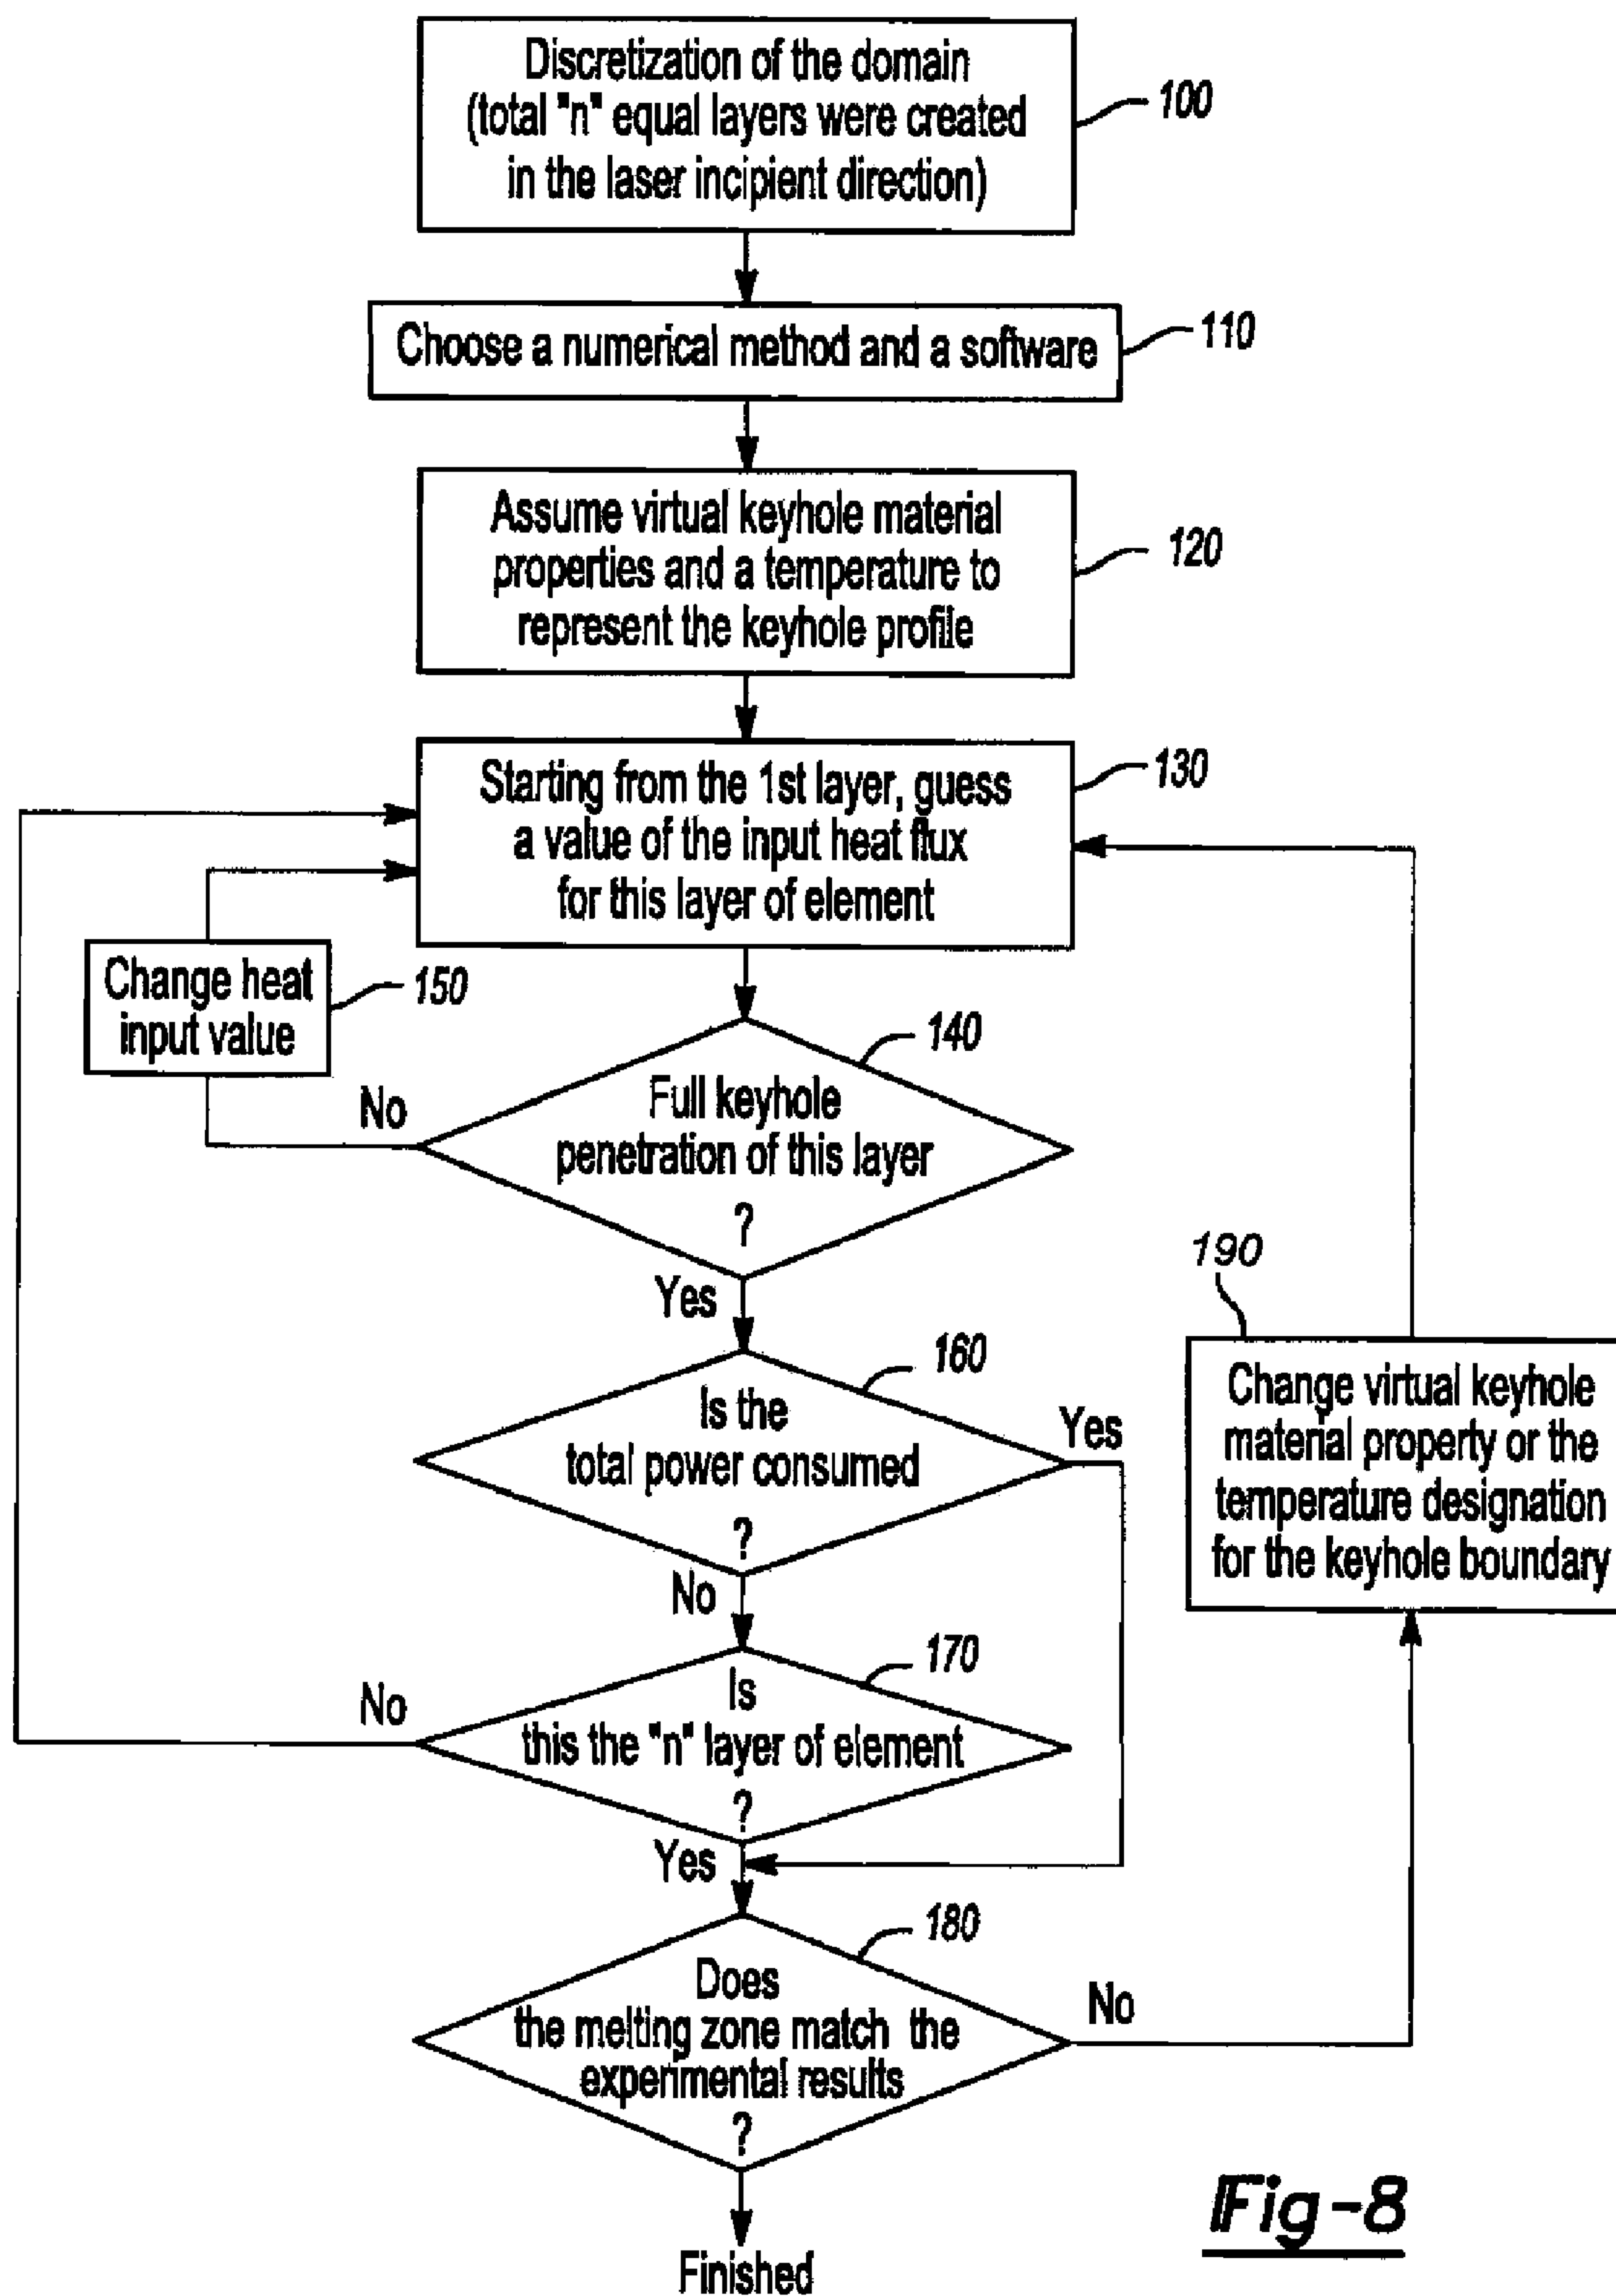 Discretization of the domain
(total "n" equal layers were created
in the laser incipient direction)
100
Choose a numerical method and a software
110
Assume virtual keyhole material
properties and a temperature to
represent the keyhole profile
120
Starting from the 1st layer, guess
a value of the input heat flux
for this layer of element
130
Change heat
input value
150
140
No
Full keyhole
penetration of this layer
?
Yes
160
Is the
total power consumed
?
Yes
No
190
Change virtual keyhole
material property or the
temperature designation
for the keyhole boundary
170
No
Is
this the "n" layer of element
?
Yes
180
Does
the melting zone match the
experimental results
?
No
Finished
Fig-8